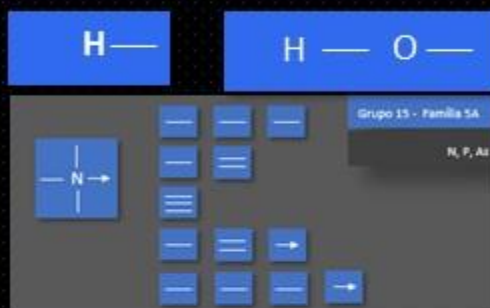 H—
H — O —
Grupo 15 - Família 5A
N, P, As
— N →